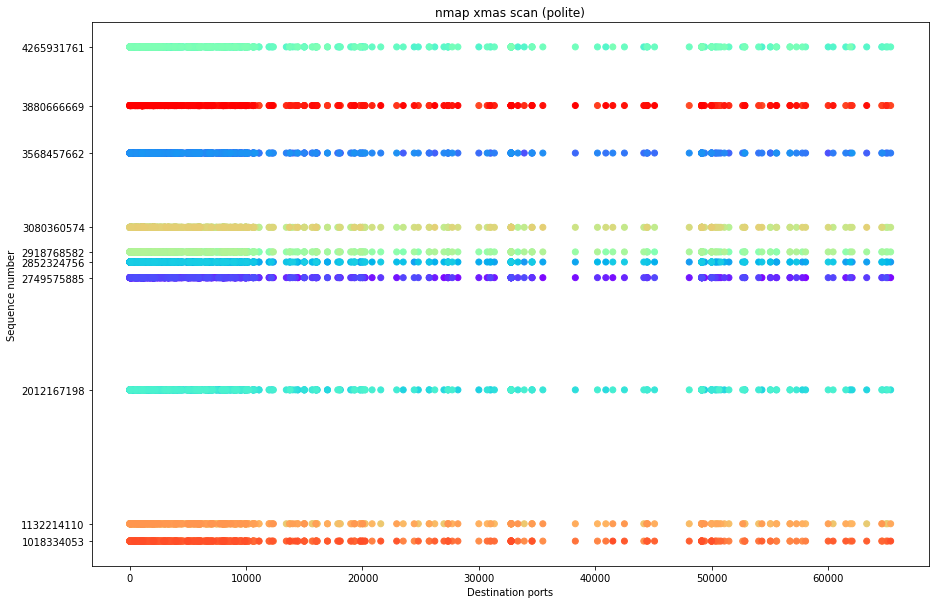 nmap xmas scan (polite)
Sequence number
4265931761
3880666669
3568457662
3080360574
2918768582
2852324756
2749575885
2012167198
1132214110
1018334053
0 10000 20000 30000 40000 50000 60000
Destination ports